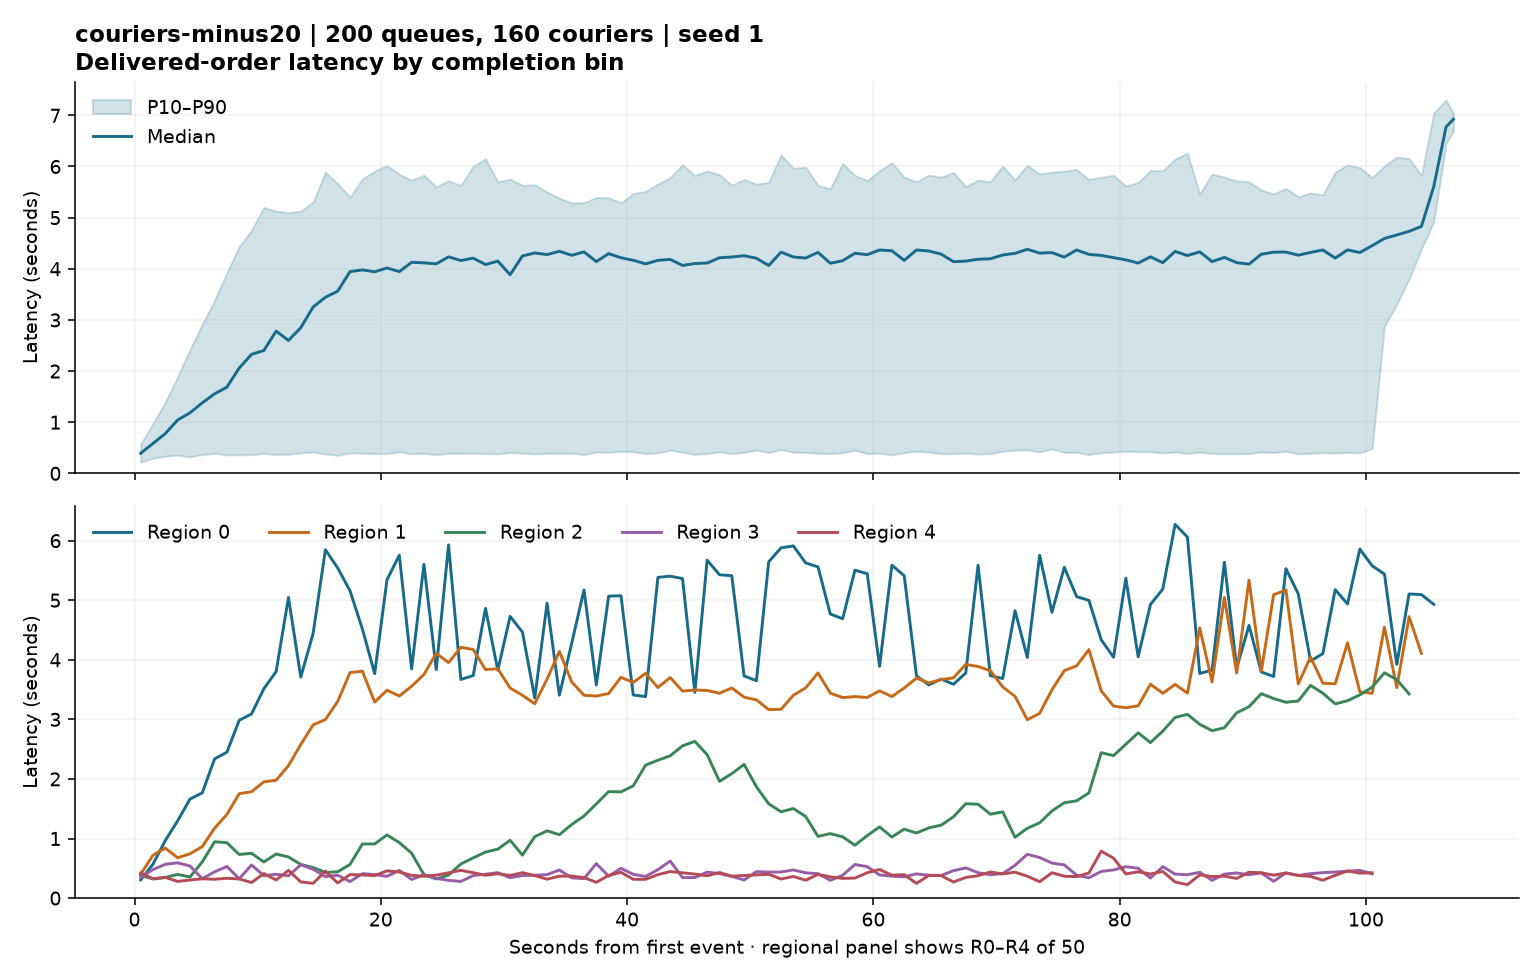 couriers-minus20 | 200 queues, 160 couriers | seed 1
Delivered-order latency by completion bin
P10–P90
Median
Latency (seconds)
7
6
5
4
3
2
1
0
Region 0
Region 1
Region 2
Region 3
Region 4
Latency (seconds)
6
5
4
3
2
1
0
0 20 40 60 80 100
Seconds from first event · regional panel shows R0–R4 of 50